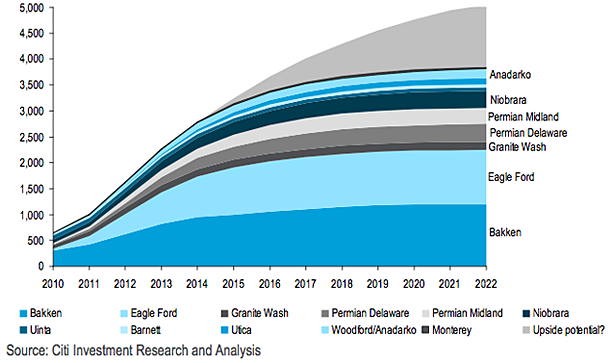 5,000
4,500
4,000
3,500
3,000
2,500
2,000
1,500
1,000
500
0
2010 2011 2012 2013 2014 2015 2016 2017 2018 2019 2020 2021 2022
Anadarko
Niobrara
Permian Midland
Permian Delaware
Granite Wash
Eagle Ford
Bakken
Bakken Eagle Ford Granite Wash Permian Delaware Permian Midland Niobrara
Uinta Barnett Utica Woodford/Anadarko Monterey Upside potential?
Source: Citi Investment Research and Analysis